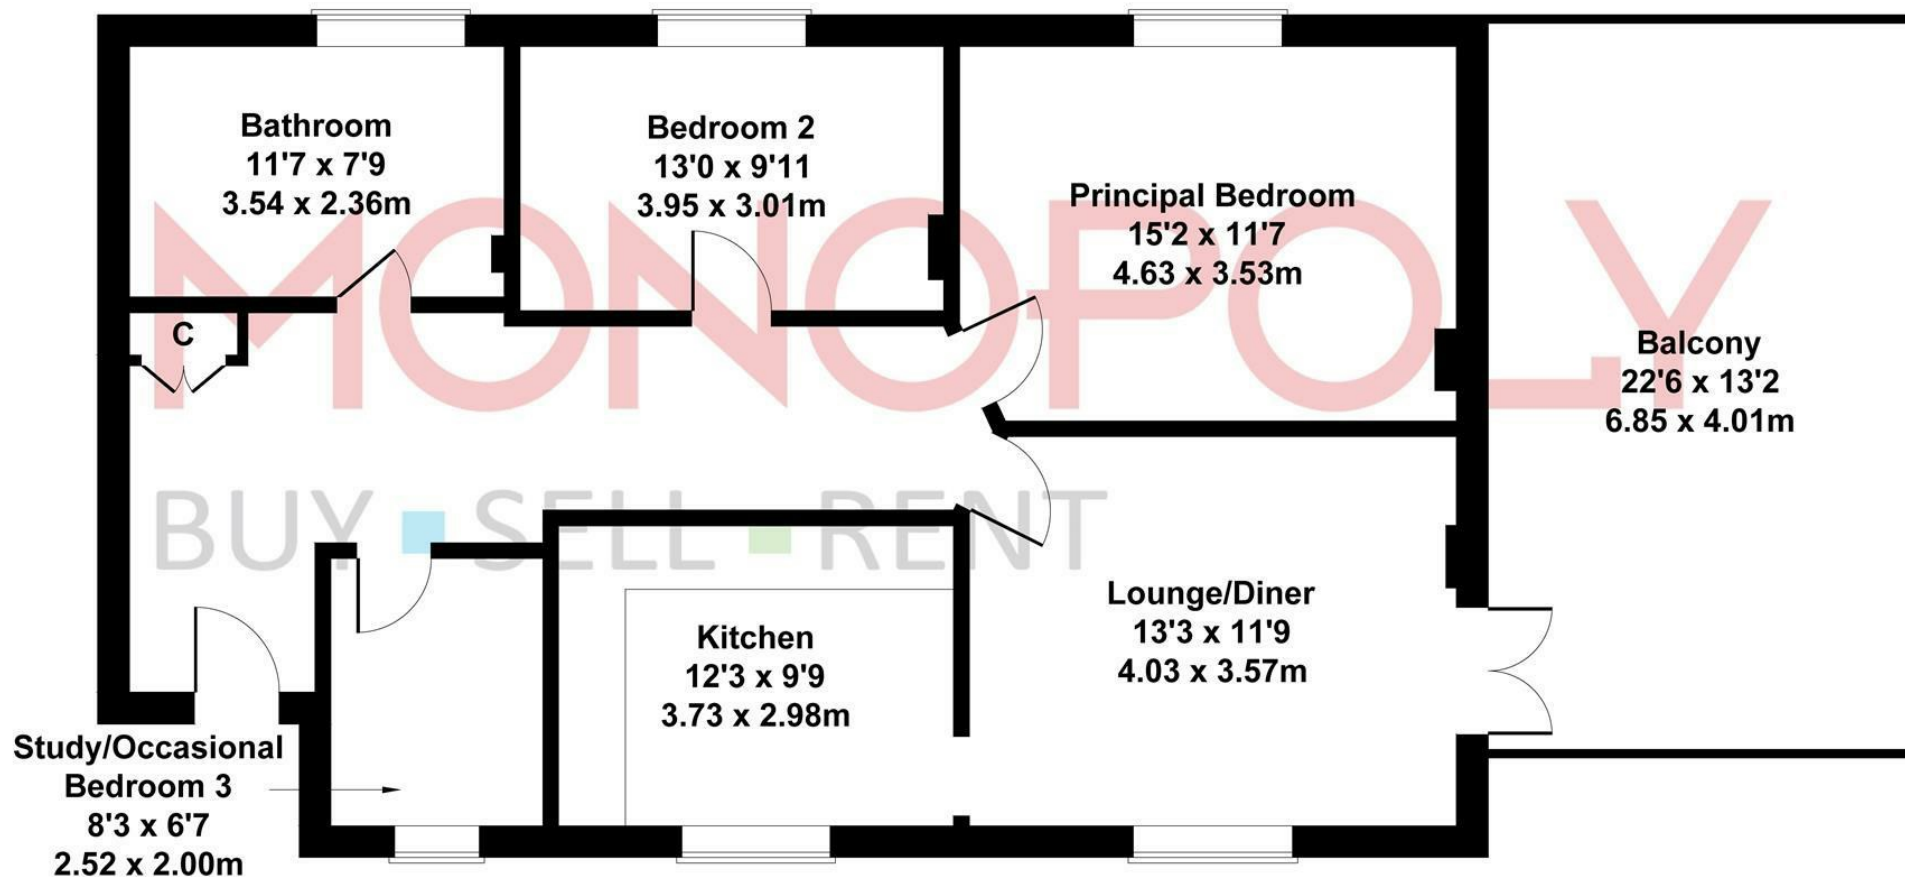 Bathroom
11'7 x 7'9
3.54 x 2.36m
Bedroom 2
13'0 x 9'11
3.95 x 3.01m
Principal Bedroom
15'2 x 11'7
4.63 x 3.53m
C
MONOPOLY
BUY SELL RENT
Balcony
22'6 x 13'2
6.85 x 4.01m
Lounge/Diner
13'3 x 11'9
4.03 x 3.57m
Kitchen
12'3 x 9'9
3.73 x 2.98m
Study/Occasional
Bedroom 3
8'3 x 6'7
2.52 x 2.00m